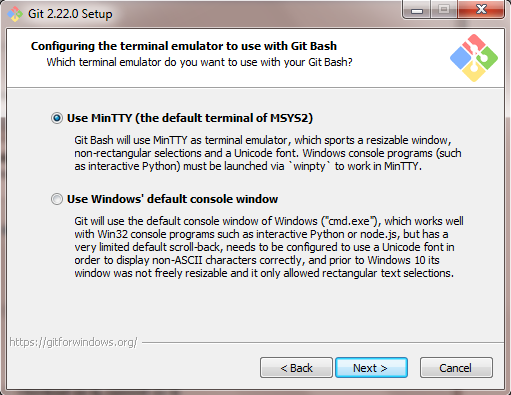 Git 2.22.0 Setup
Configuring the terminal emulator to use with Git Bash
Which terminal emulator do you want to use with your Git Bash?
Use MinTTY (the default terminal of MSYS2)
Git Bash will use MinTTY as terminal emulator, which sports a resizable window,
non-rectangular selections and a Unicode font. Windows console programs (such
as interactive Python) must be launched via `winpty` to work in MinTTY.
Use Windows' default console window
Git will use the default console window of Windows ("cmd.exe"), which works well
with Win32 console programs such as interactive Python or node.js, but has a
very limited default scroll-back, needs to be configured to use a Unicode font in
order to display non-ASCII characters correctly, and prior to Windows 10 its
window was not freely resizable and it only allowed rectangular text selections.
https://gitforwindows.org/
< Back
Next >
Cancel